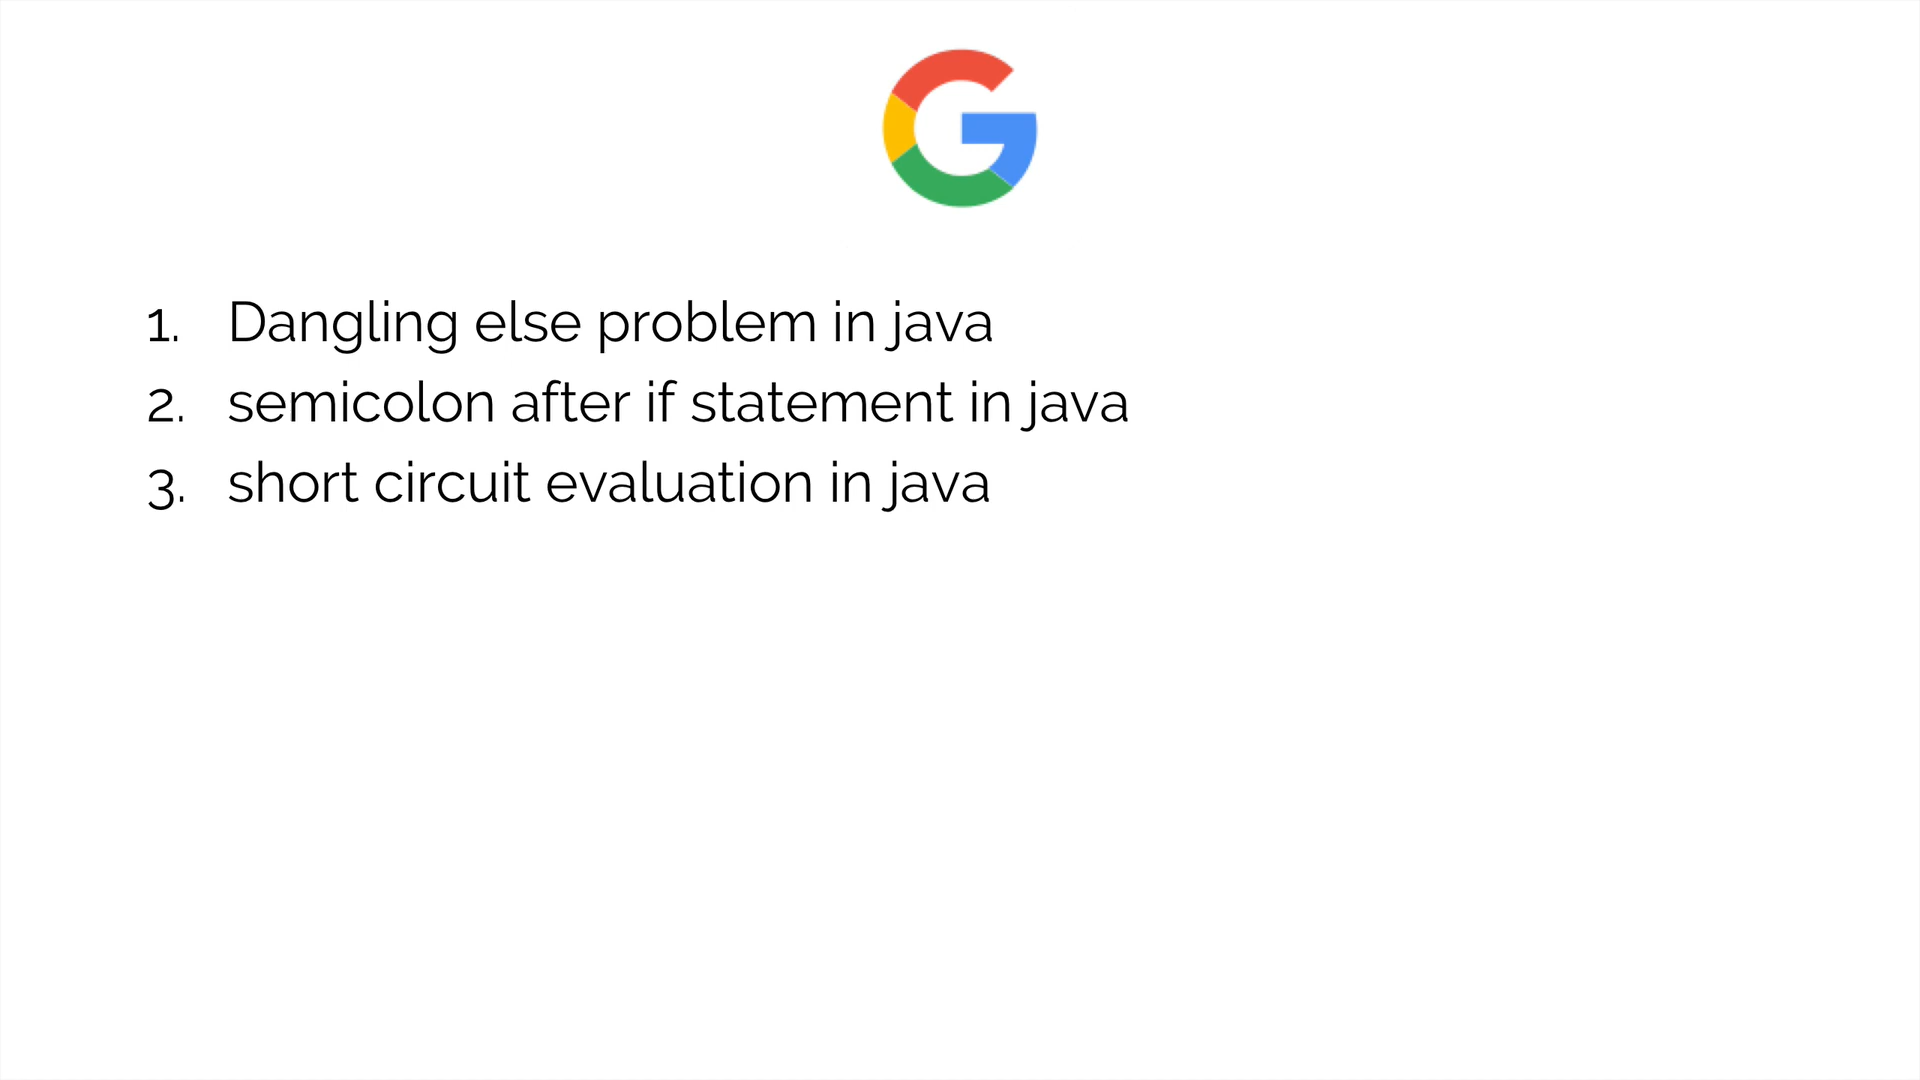 1. Dangling else problem in java
2. semicolon after if statement in java
3. short circuit evaluation in java